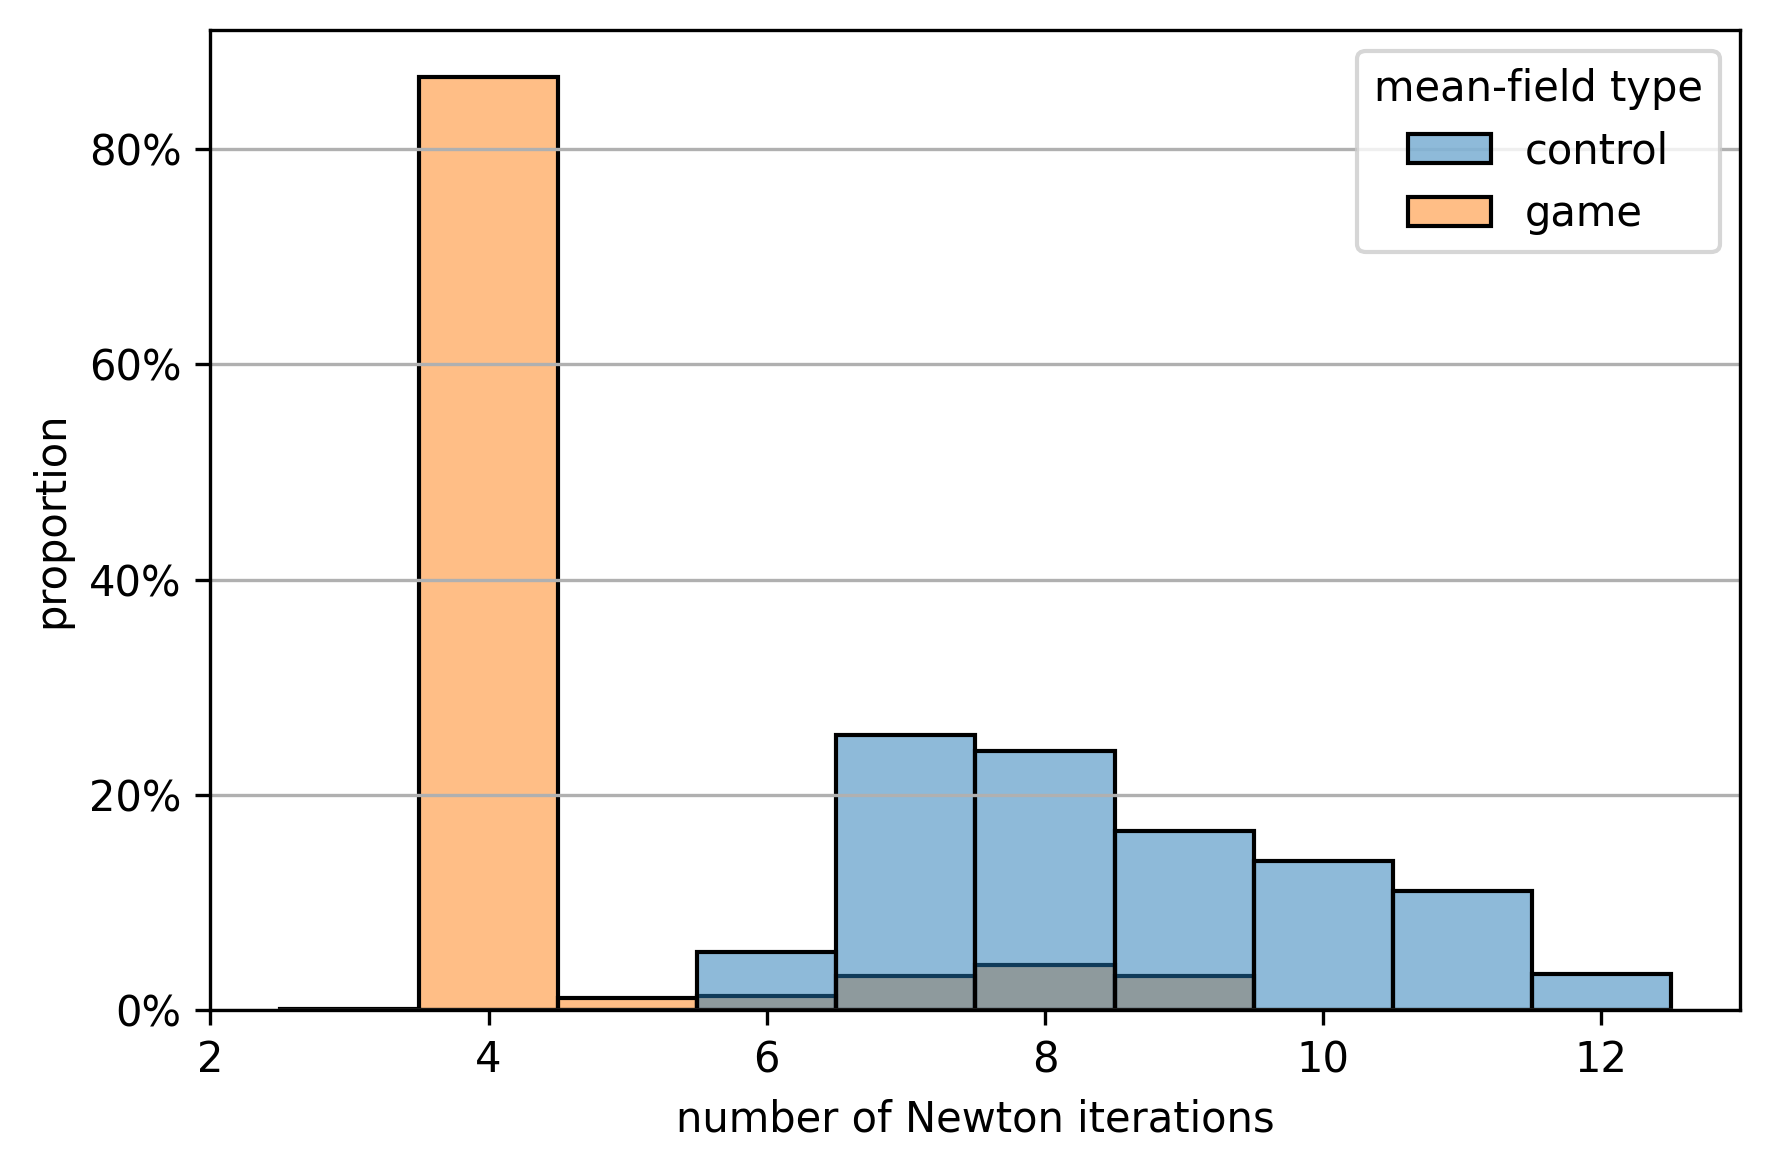 mean-field type
control
game
80%
60%
40%
20%
0%
proportion
2 4 6 8 10 12
number of Newton iterations